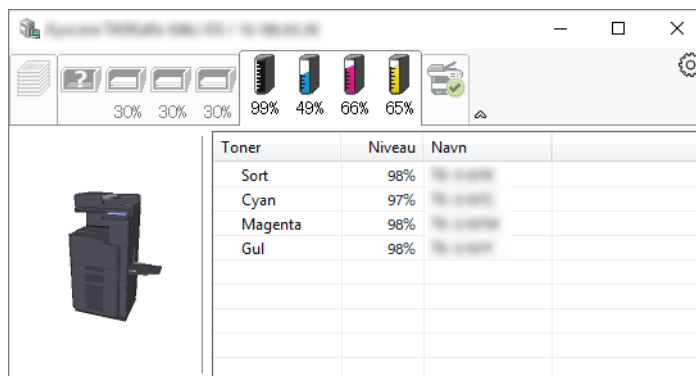 ?
30% 30% 30% 99% 49% 66% 65%
Toner Niveau Navn
Sort 98%
Cyan 97%
Magenta 98%
Gul 98%